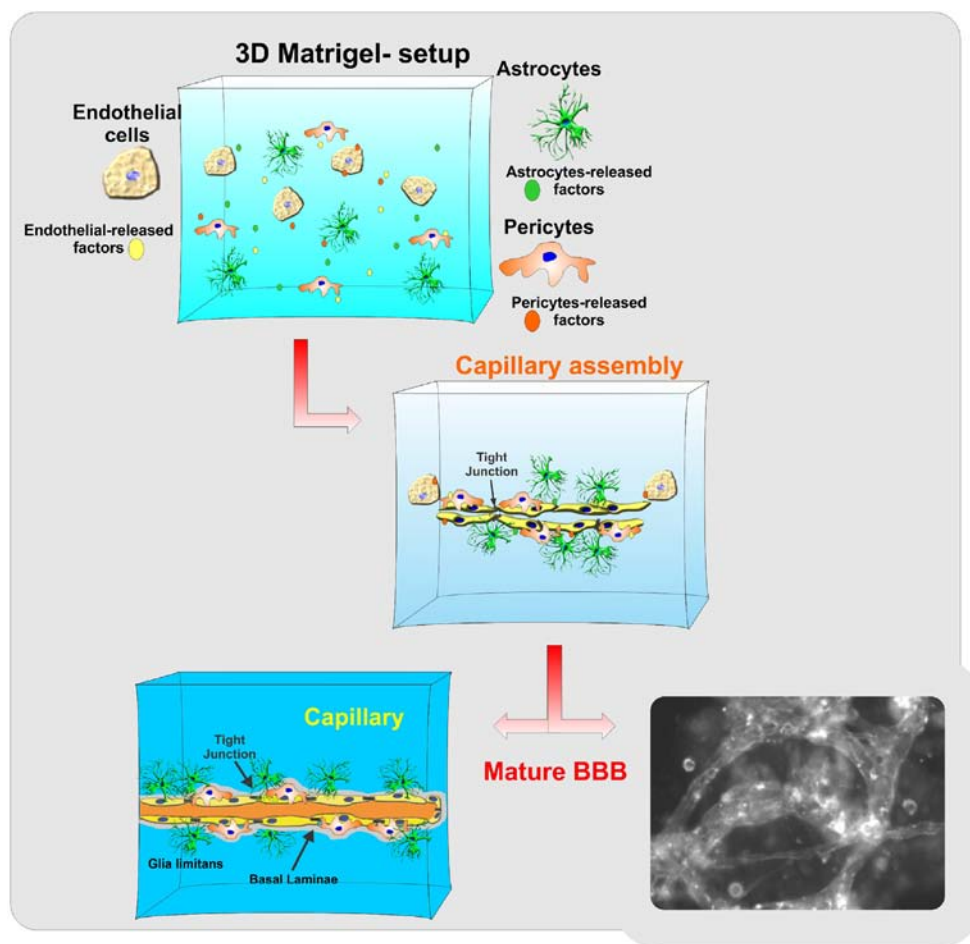 3D Matrigel- setup
Endothelial
cells
Endothelial-released
factors
Astrocytes
Astrocytes-released
factors
Pericytes
Pericytes-released
factors
Capillary assembly
Tight
Junction
Capillary
Tight
Junction
Glia limitans
Basal Laminae
Mature BBB